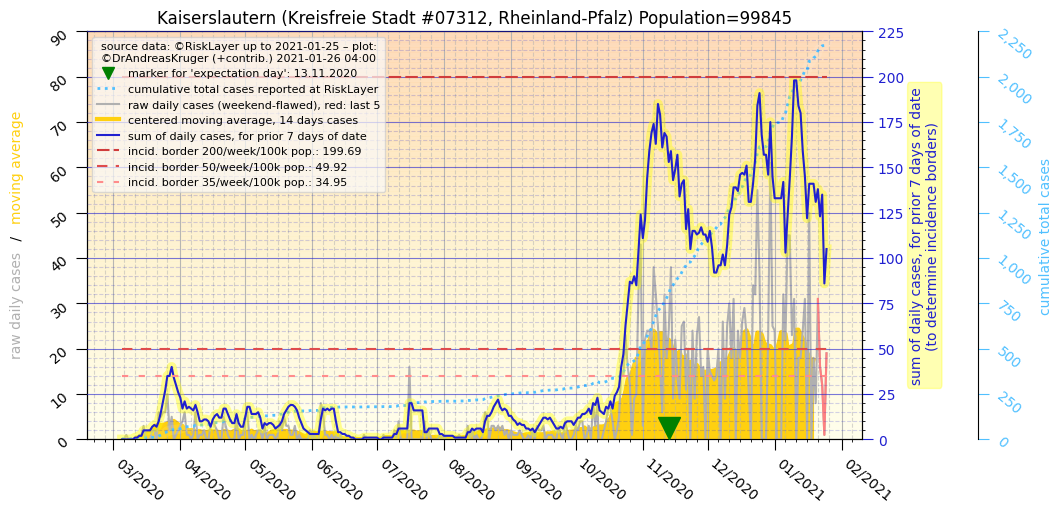 Kaiserslautern (Kreisfreie Stadt #07312, Rheinland-Pfalz) Population=99845
source data: ©RiskLayer up to 2021-01-25 – plot:
©DrAndreasKruger (+contrib.) 2021-01-26 04:00
marker for 'expectation day': 13.11.2020
cumulative total cases reported at RiskLayer
raw daily cases (weekend-flawed), red: last 5
centered moving average, 14 days cases
sum of daily cases, for prior 7 days of date
incid. border 200/week/100k pop.: 199.69
incid. border 50/week/100k pop.: 49.92
incid. border 35/week/100k pop.: 34.95
raw daily cases / moving average
90
80
70
60
50
40
30
20
10
0
03/2020
04/2020
05/2020
06/2020
07/2020
08/2020
09/2020
10/2020
11/2020
12/2020
01/2021
02/2021
225
200
175
150
125
100
75
50
25
0
sum of daily cases, for prior 7 days of date
(to determine incidence borders)
2,250
2,000
1,750
1,500
1,250
1,000
750
500
250
0
cumulative total cases